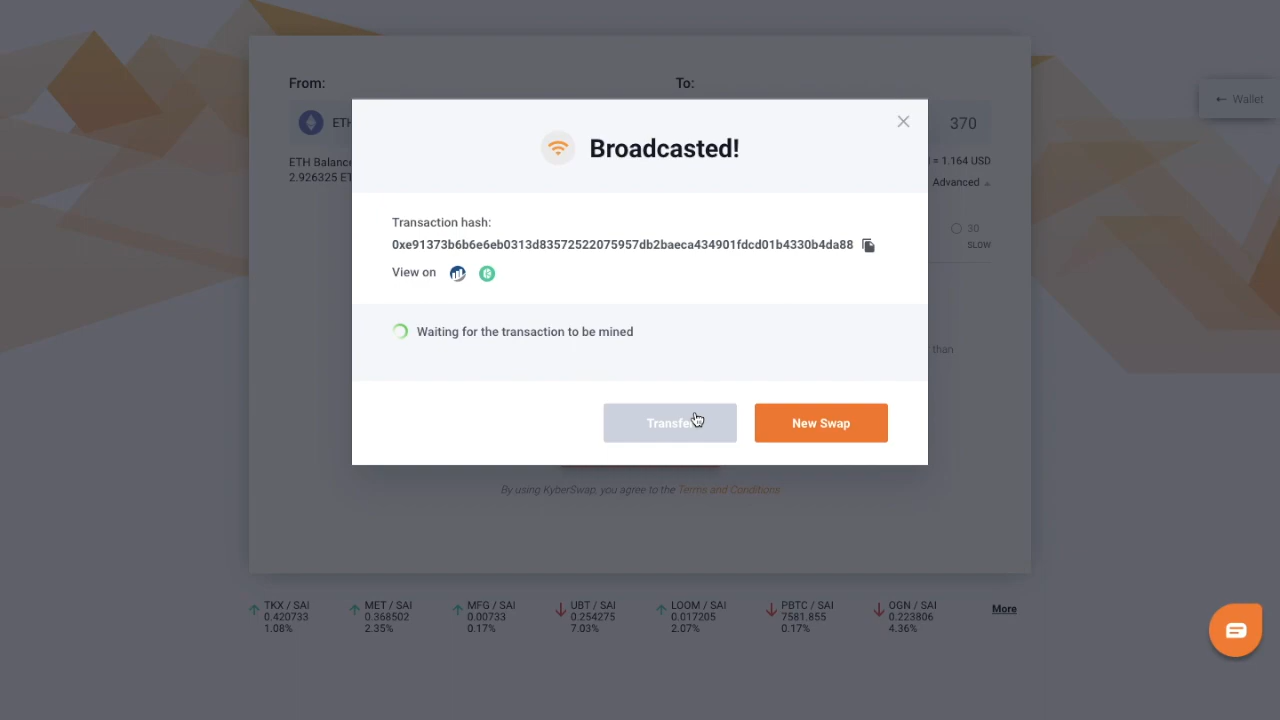 From:
To:
← Wallet
ETH
370
Broadcasted!
ETH Balance
= 1.164 USD
2.926325 ET
Advanced
Transaction hash:
0xe91373b6b6e6eb0313d83572522075957db2baeca434901fdcd01b4330b4da88
30
SLOW
View on
Waiting for the transaction to be mined
than
Transfer
New Swap
By using KyberSwap, you agree to the Terms and Conditions
TKX / SAI
0.420733
1.08%
MET / SAI
0.368502
2.35%
MFG / SAI
0.00733
0.17%
UBT / SAI
0.254275
7.03%
LOOM / SAI
0.017205
2.07%
PBTC / SAI
7581.855
0.17%
OGN / SAI
0.223806
4.36%
More